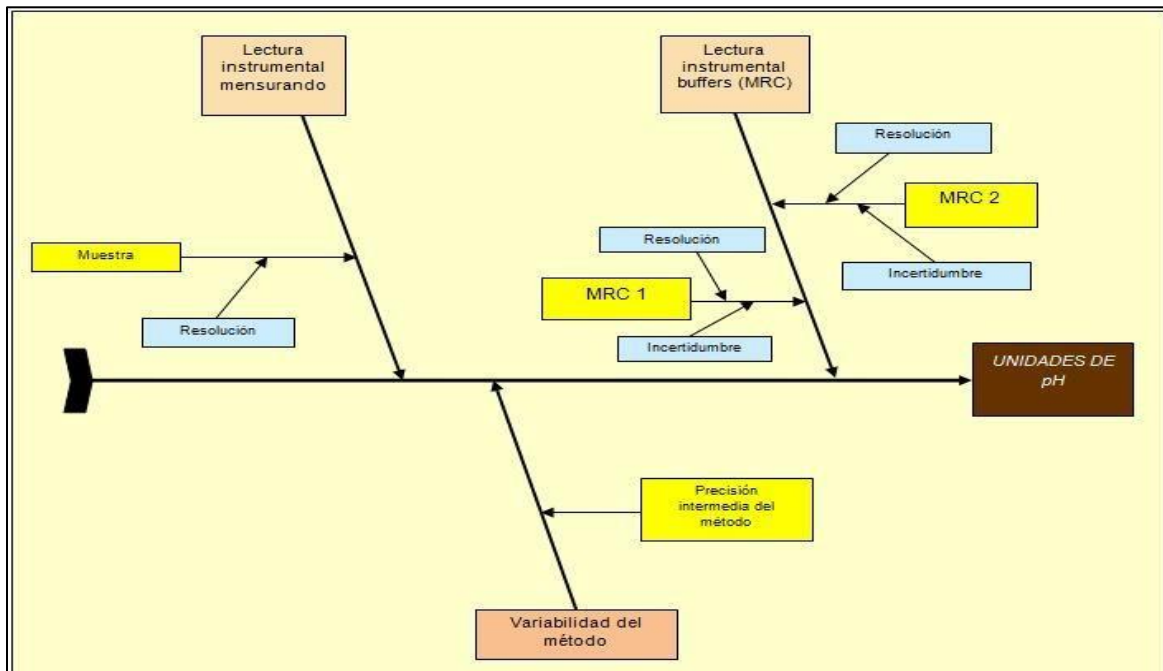 Lectura
instrumental
mensurando
Lectura
instrumental
buffers (MRC)
Resolución
MRC 2
Resolución
Muestra
Incertidumbre
MRC 1
Resolución
Incertidumbre
UNIDADES DE
pH
Precisión
intermedia del
método
Variabilidad del
método